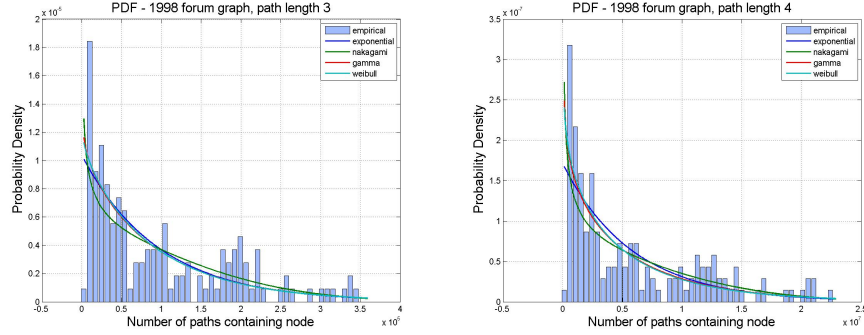 PDF - 1998 forum graph, path length 3
x 10^-5
2
1.8
1.6
1.4
1.2
1
0.8
0.6
0.4
0.2
0
Probability Density
empirical
exponential
nakagami
gamma
weibull
-0.5 0 0.5 1 1.5 2 2.5 3 3.5 4
x 10^5
Number of paths containing node
PDF - 1998 forum graph, path length 4
x 10^-7
3.5
3
2.5
2
1.5
1
0.5
0
Probability Density
empirical
exponential
nakagami
gamma
weibull
-0.5 0 0.5 1 1.5 2 2.5
x 10^7
Number of paths containing node